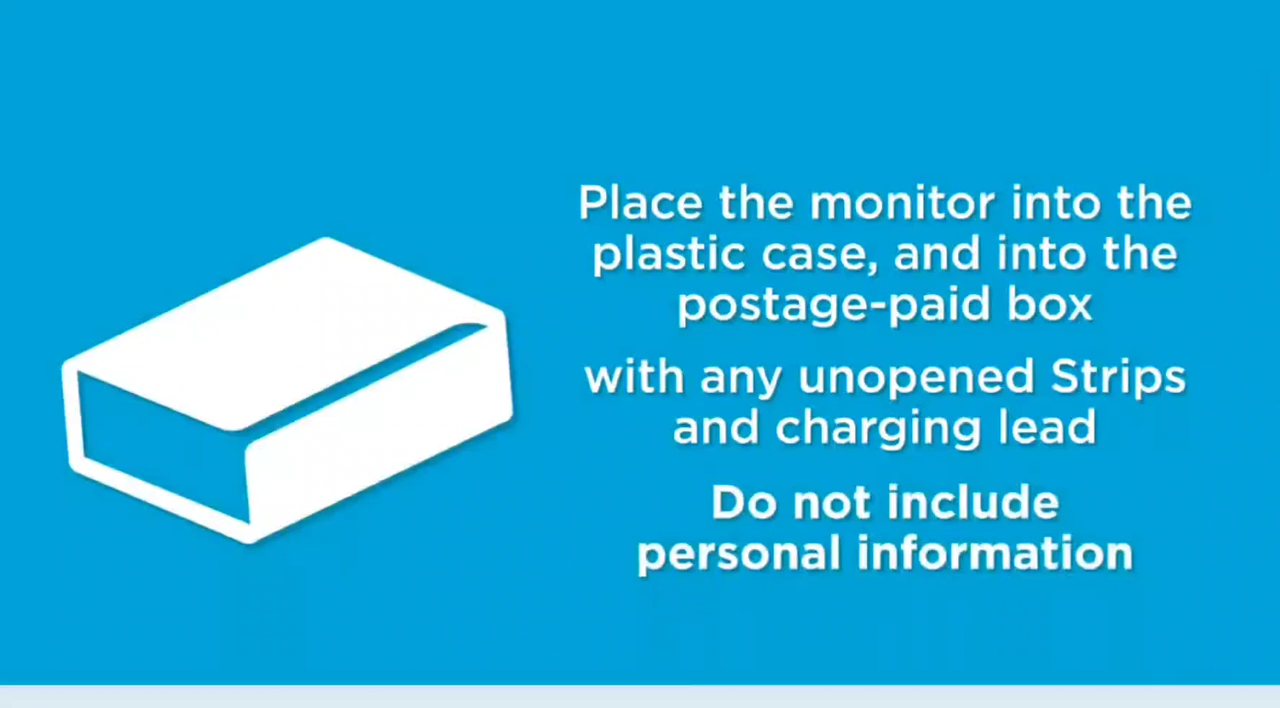 Place the monitor into the
plastic case, and into the
postage-paid box
with any unopened Strips
and charging lead
Do not include
personal information